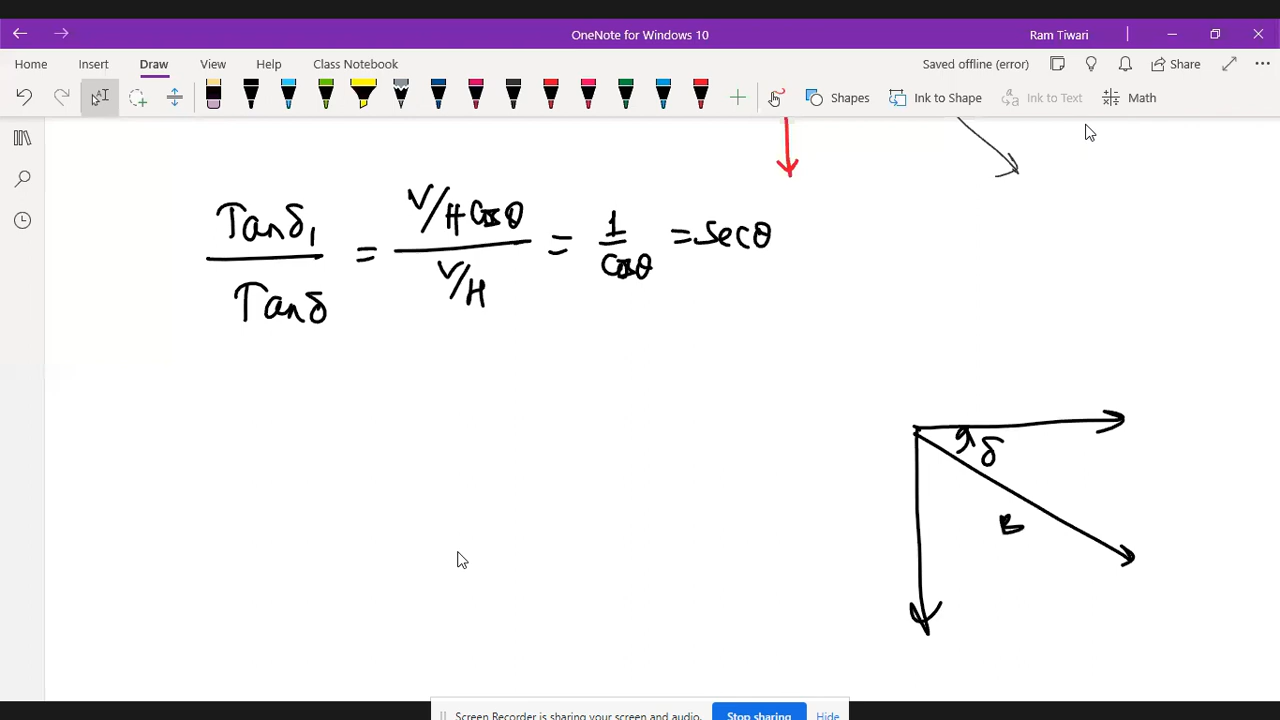 OneNote for Windows 10
Ram Tiwari
Home Insert Draw View Help Class Notebook
Saved offline (error) Share
Shapes Ink to Shape Ink to Text Math
Tanδ₁ / Tanδ = (V/H Cosθ) / (V/H) = 1/Cosθ = Secθ
δ
B
Screen Recorder is sharing your screen and audio. Stop sharing Hide